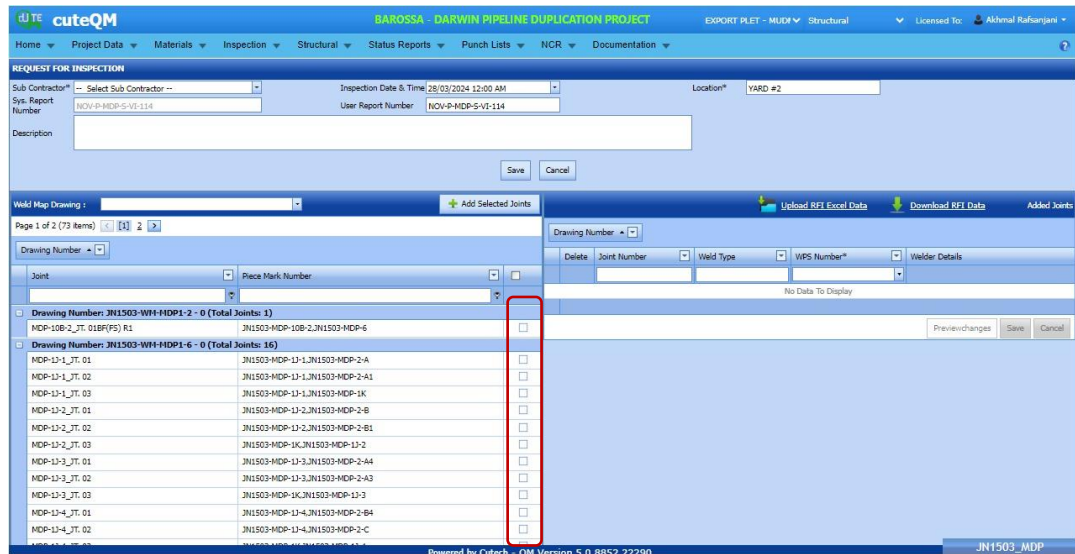 CUTE cuteQM BAROSSA - DARWIN PIPELINE DUPLICATION PROJECT EXPORT PLET - MUDM Structural Licensed To: Akhmal Rafsanjani
Home Project Data Materials Inspection Structural Status Reports Punch Lists NCR Documentation ?
REQUEST FOR INSPECTION
Sub Contractor* -- Select Sub Contractor -- Inspection Date & Time 28/03/2024 12:00 AM Location* YARD #2
Sys. Report Number NOV-P-MDP-S-VI-114 User Report Number NOV-P-MDP-S-VI-114
Description
Save Cancel
Weld Map Drawing : Add Selected Joints Upload RFI Excel Data Download RFI Data Added Joints
Page 1 of 2 (73 items) [1] 2
Drawing Number
Drawing Number
Delete Joint Number Weld Type WPS Number* Welder Details
Joint Piece Mark Number
No Data To Display
Drawing Number: JN1503-WM-MDP1-2 - 0 (Total Joints: 1)
MDP-10B-2_JT. 01BF(FS) R1 JN1503-MDP-10B-2,JN1503-MDP-6
Previewchanges Save Cancel
Drawing Number: JN1503-WM-MDP1-6 - 0 (Total Joints: 16)
MDP-1J-1_JT. 01 JN1503-MDP-1J-1,JN1503-MDP-2-A
MDP-1J-1_JT. 02 JN1503-MDP-1J-1,JN1503-MDP-2-A1
MDP-1J-1_JT. 03 JN1503-MDP-1J-1,JN1503-MDP-1K
MDP-1J-2_JT. 01 JN1503-MDP-1J-2,JN1503-MDP-2-B
MDP-1J-2_JT. 02 JN1503-MDP-1J-2,JN1503-MDP-2-B1
MDP-1J-2_JT. 03 JN1503-MDP-1K,JN1503-MDP-1J-2
MDP-1J-3_JT. 01 JN1503-MDP-1J-3,JN1503-MDP-2-A4
MDP-1J-3_JT. 02 JN1503-MDP-1J-3,JN1503-MDP-2-A3
MDP-1J-3_JT. 03 JN1503-MDP-1K,JN1503-MDP-1J-3
MDP-1J-4_JT. 01 JN1503-MDP-1J-4,JN1503-MDP-2-B4
MDP-1J-4_JT. 02 JN1503-MDP-1J-4,JN1503-MDP-2-C
Powered by Cutech - QM Version 5.0.8852.22290 JN1503_MDP